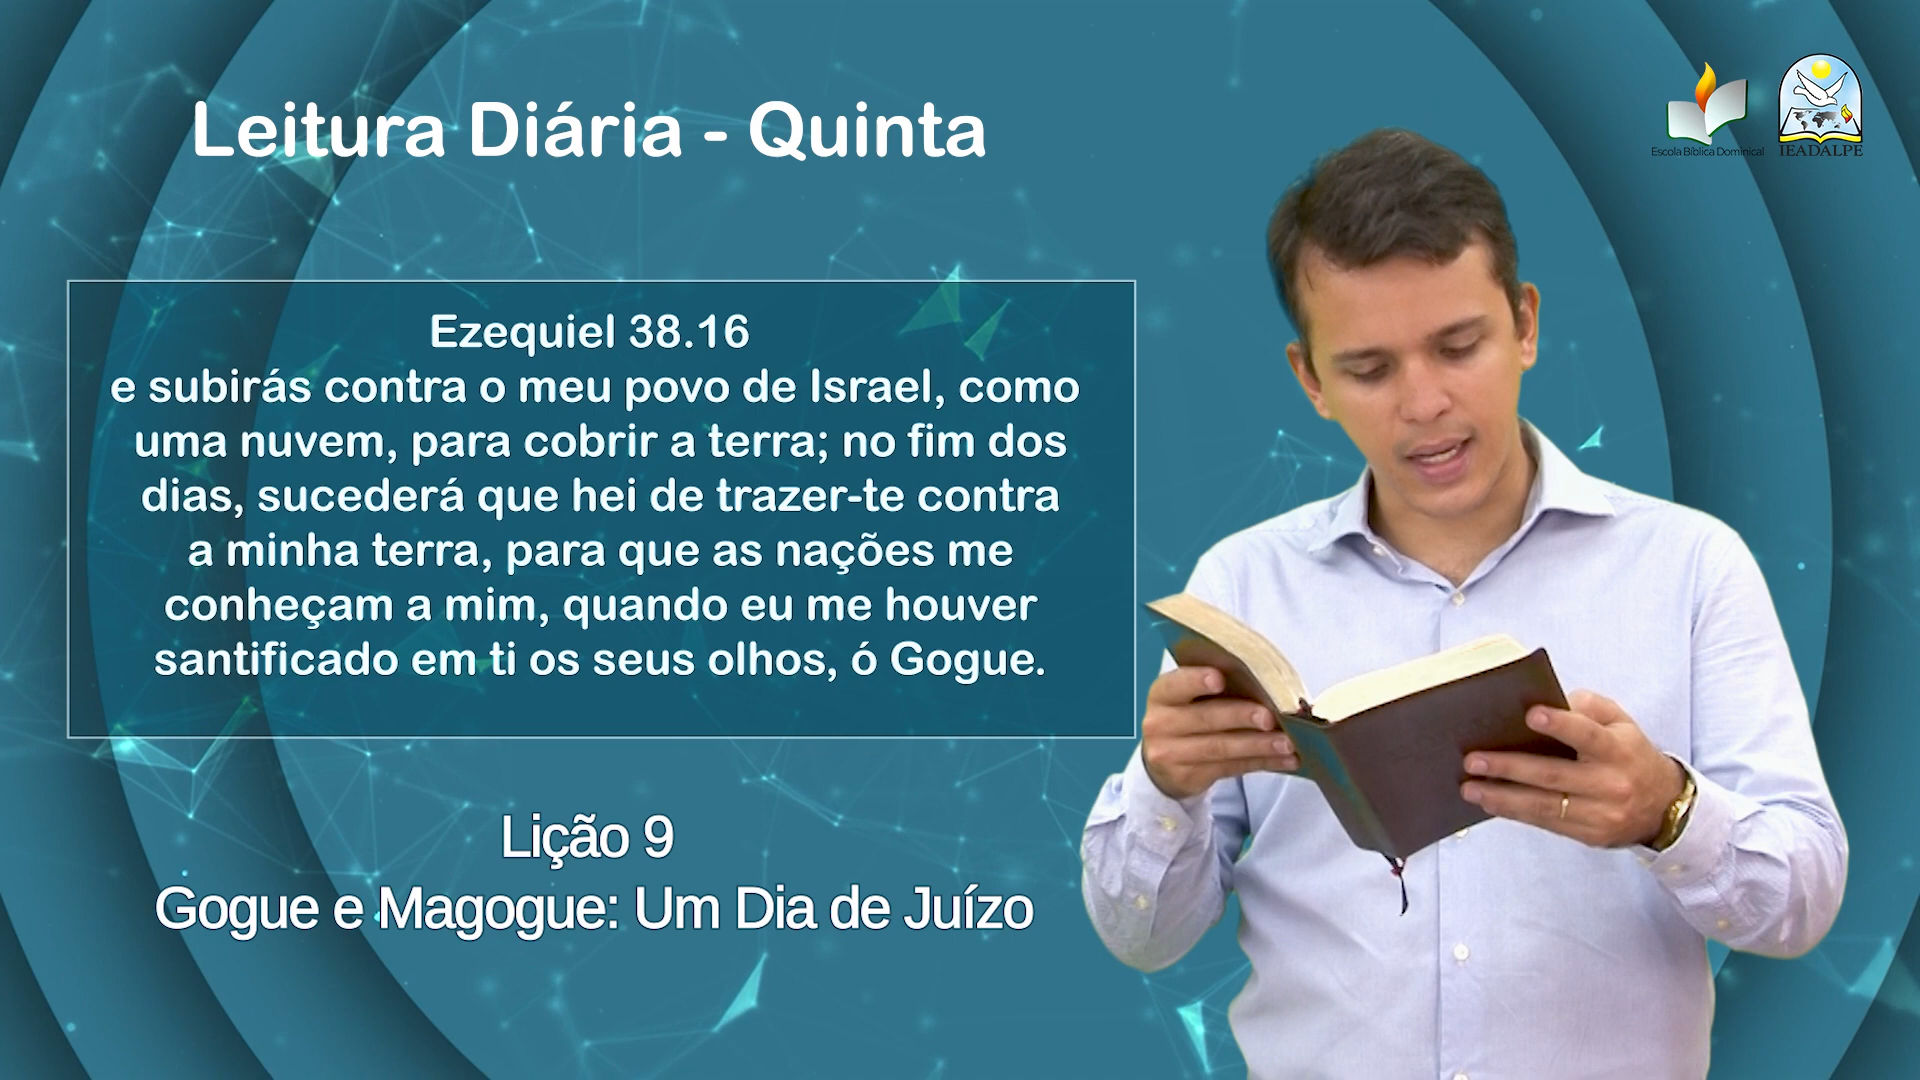 Leitura Diária - Quinta
Escola Bíblica Dominical
IEADALPE
Ezequiel 38.16
e subirás contra o meu povo de Israel, como
uma nuvem, para cobrir a terra; no fim dos
dias, sucederá que hei de trazer-te contra
a minha terra, para que as nações me
conheçam a mim, quando eu me houver
santificado em ti os seus olhos, ó Gogue.
Lição 9
Gogue e Magogue: Um Dia de Juízo